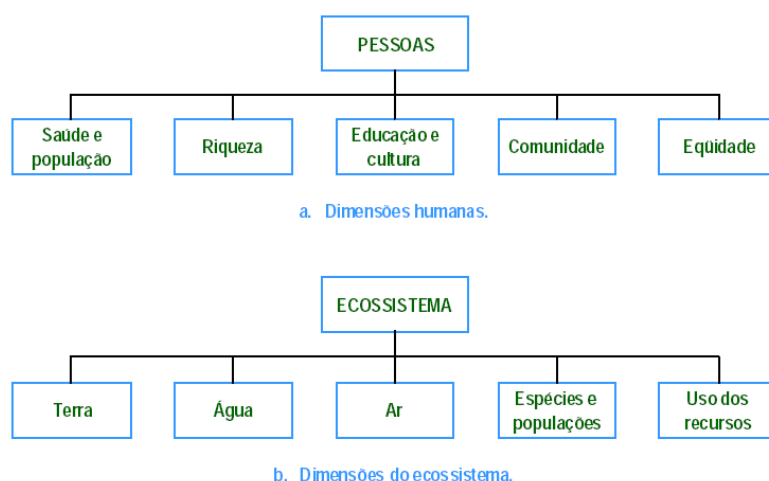 PESSOAS
Saúde e
população
Riqueza
Educação e
cultura
Comunidade
Eqüidade
a. Dimensões humanas.
ECOSSISTEMA
Terra
Água
Ar
Espécies e
populações
Uso dos
recursos
b. Dimensões do ecossistema.